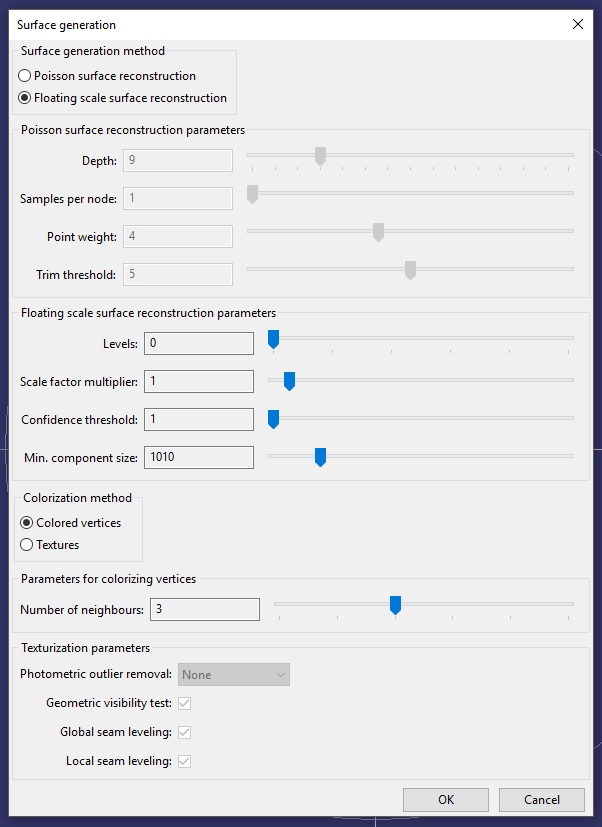 Surface generation
Surface generation method
Poisson surface reconstruction
Floating scale surface reconstruction
Poisson surface reconstruction parameters
Depth: 9
Samples per node: 1
Point weight: 4
Trim threshold: 5
Floating scale surface reconstruction parameters
Levels: 0
Scale factor multiplier: 1
Confidence threshold: 1
Min. component size: 1010
Colorization method
Colored vertices
Textures
Parameters for colorizing vertices
Number of neighbours: 3
Texturization parameters
Photometric outlier removal: None
Geometric visibility test:
Global seam leveling:
Local seam leveling:
OK Cancel